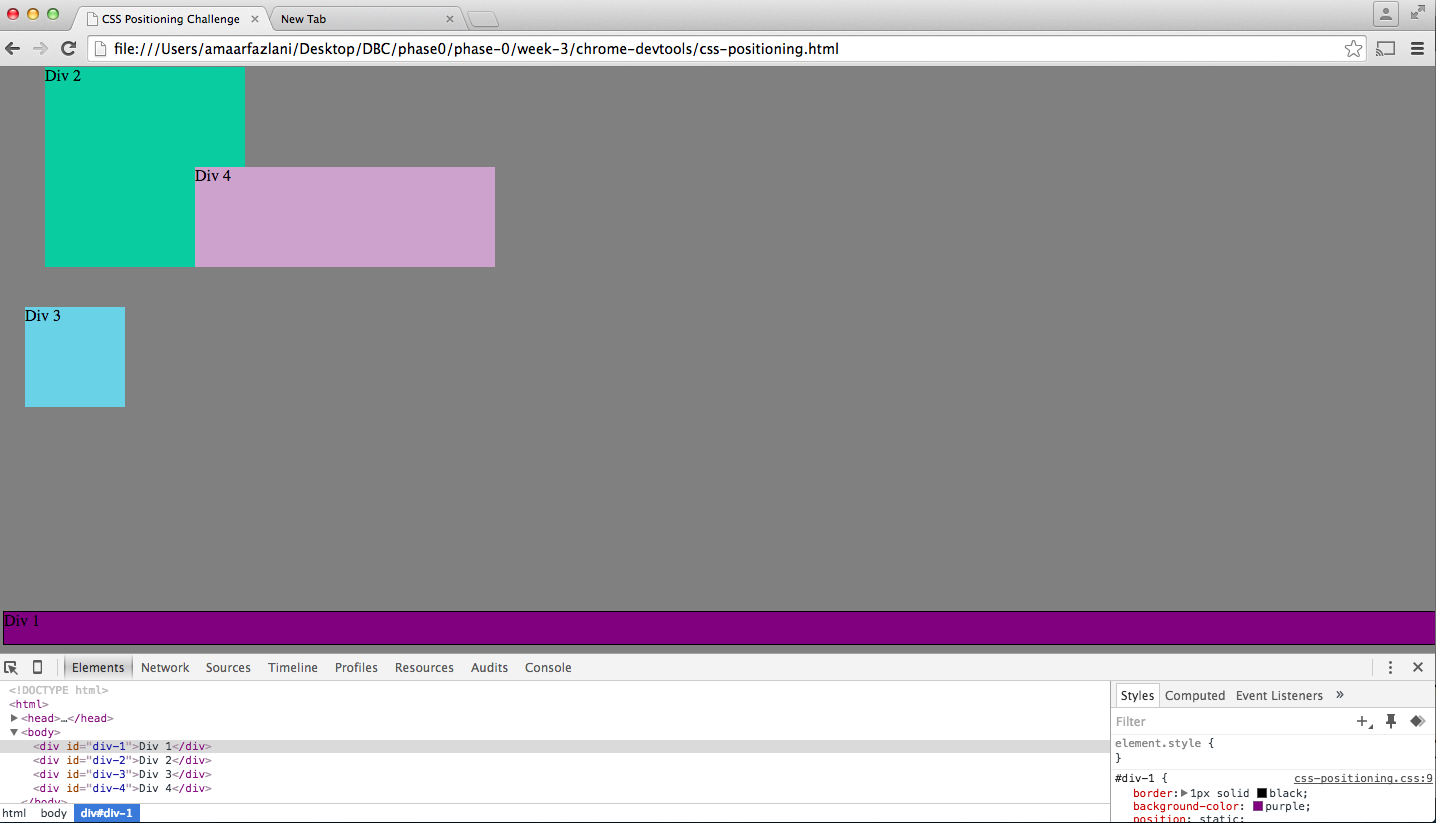 CSS Positioning Challenge
New Tab
file:///Users/amaarfazlani/Desktop/DBC/phase0/phase-0/week-3/chrome-devtools/css-positioning.html
Div 2
Div 4
Div 3
Div 1
Elements Network Sources Timeline Profiles Resources Audits Console
<!DOCTYPE html>
<html>
<head>…</head>
<body>
<div id="div-1">Div 1</div>
<div id="div-2">Div 2</div>
<div id="div-3">Div 3</div>
<div id="div-4">Div 4</div>
</body>
html body div#div-1
Styles Computed Event Listeners »
Filter
element.style {
}
#div-1 { css-positioning.css:9
border: 1px solid black;
background-color: purple;
position: static;